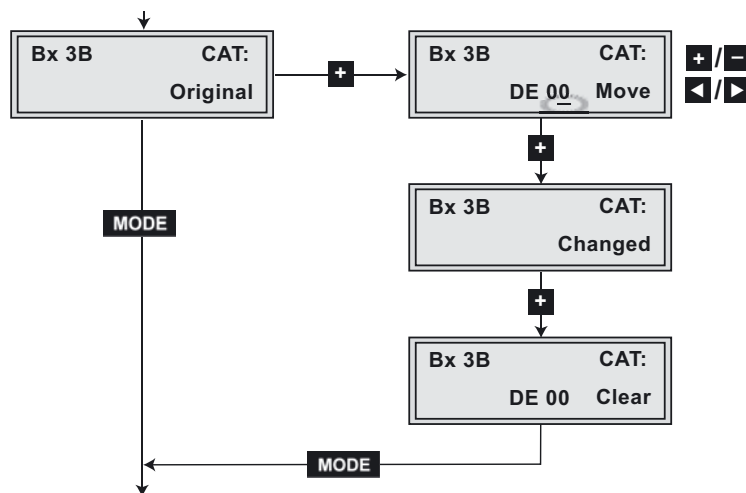 Bx 3B CAT:
Original
+
Bx 3B CAT:
DE 00 Move
+ / −
◀ / ▶
+
Bx 3B CAT:
Changed
MODE
+
Bx 3B CAT:
DE 00 Clear
MODE